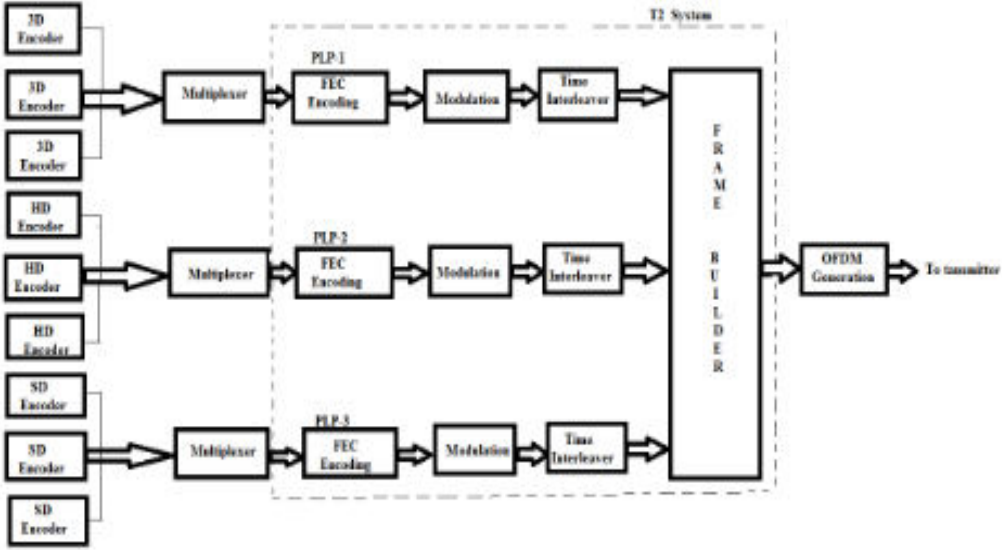 T2 System
3D
Encoder
3D
Encoder
3D
Encoder
Multiplexer
PLP-1
FEC
Encoding
Modulation
Time
Interleaver
HD
Encoder
HD
Encoder
HD
Encoder
Multiplexer
PLP-2
FEC
Encoding
Modulation
Time
Interleaver
SD
Encoder
SD
Encoder
SD
Encoder
Multiplexer
PLP-3
FEC
Encoding
Modulation
Time
Interleaver
FRAME BUILDER
OFDM
Generation
To tansmitter